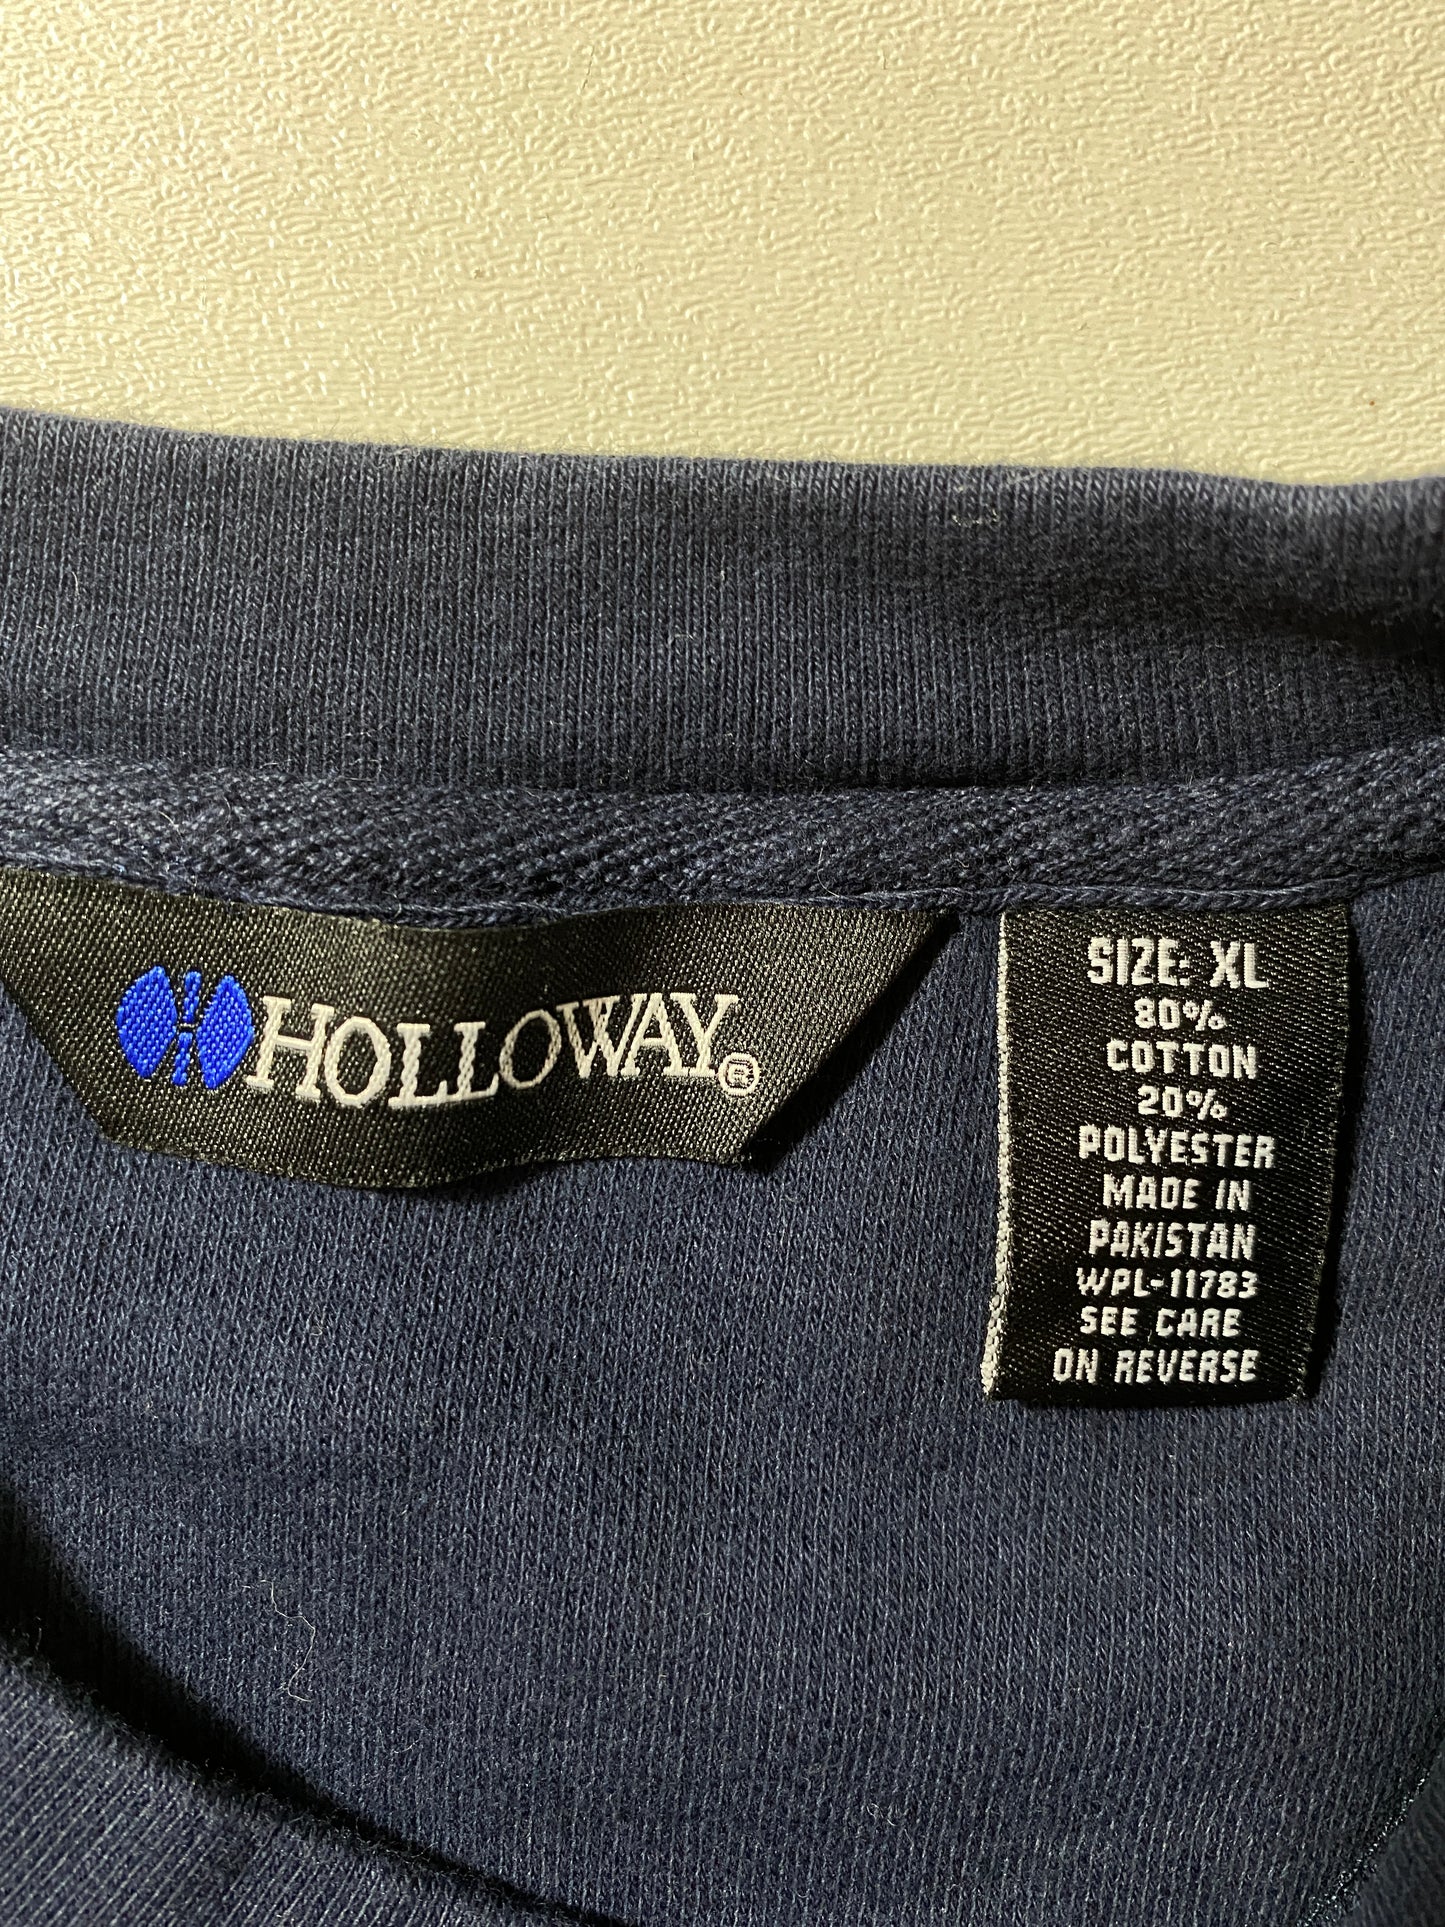 HOLLOWAY®
SIZE: XL
80%
COTTON
20%
POLYESTER
MADE IN
PAKISTAN
WPL-11783
SEE CARE
ON REVERSE